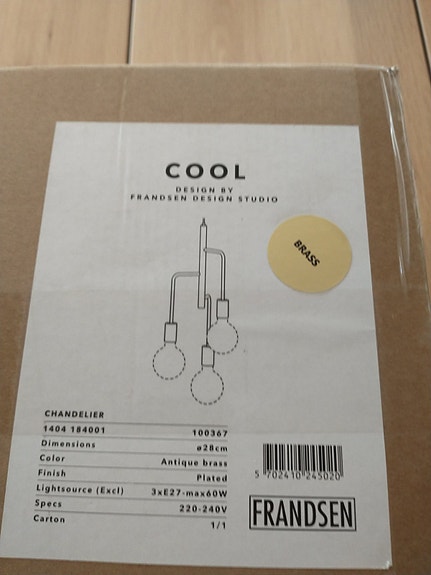 COOL
DESIGN BY
FRANDSEN DESIGN STUDIO
BRASS
CHANDELIER
1404 184001 100367
Dimensions ø28cm
Color Antique brass
Finish Plated
Lightsource (Excl) 3xE27-max60W
Specs 220-240V
Carton 1/1
5 702410 245020
FRANDSEN